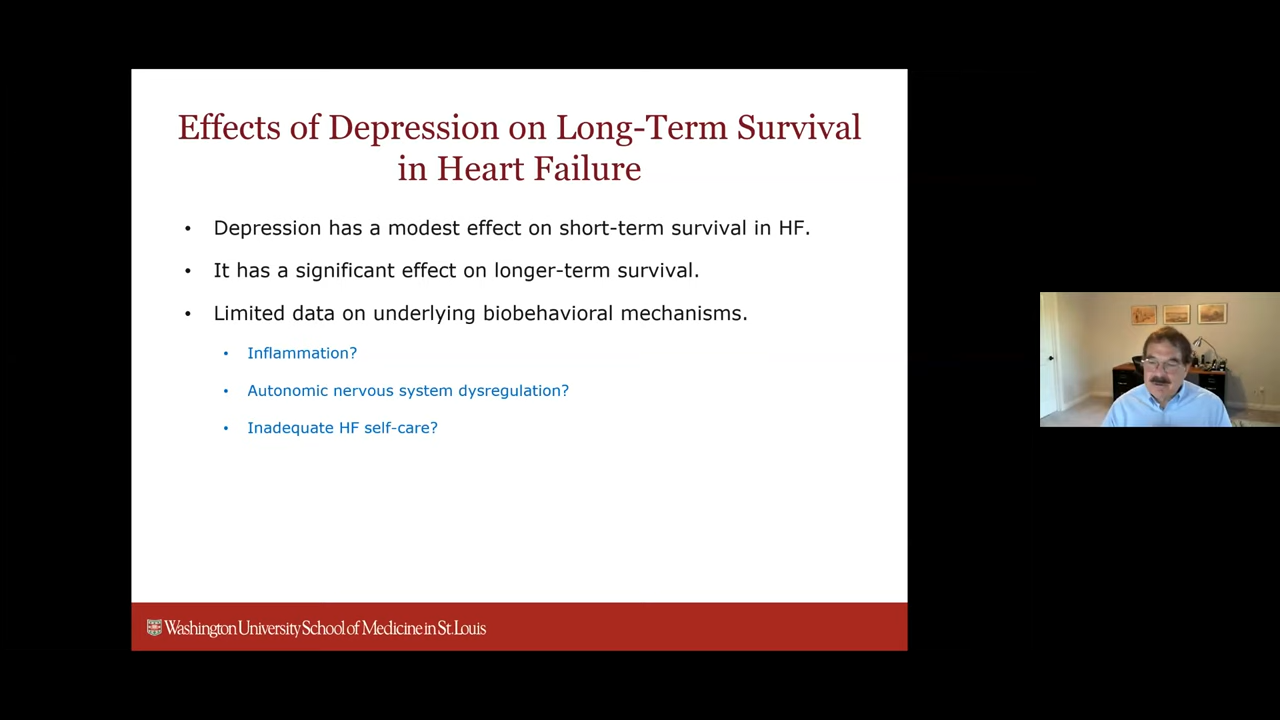 Effects of Depression on Long-Term Survival
in Heart Failure
• Depression has a modest effect on short-term survival in HF.
• It has a significant effect on longer-term survival.
• Limited data on underlying biobehavioral mechanisms.
• Inflammation?
• Autonomic nervous system dysregulation?
• Inadequate HF self-care?
Washington University School of Medicine in St. Louis